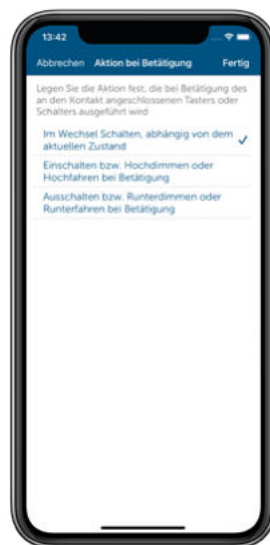 13:42
Abbrechen Aktion bei Betätigung Fertig
Legen Sie die Aktion fest, die bei Betätigung des
an den Kontakt angeschlossenen Tasters oder
Schalters ausgeführt wird
Im Wechsel Schalten, abhängig von dem
aktuellen Zustand
Einschalten bzw. Hochdimmen oder
Hochfahren bei Betätigung
Ausschalten bzw. Runterdimmen oder
Runterfahren bei Betätigung